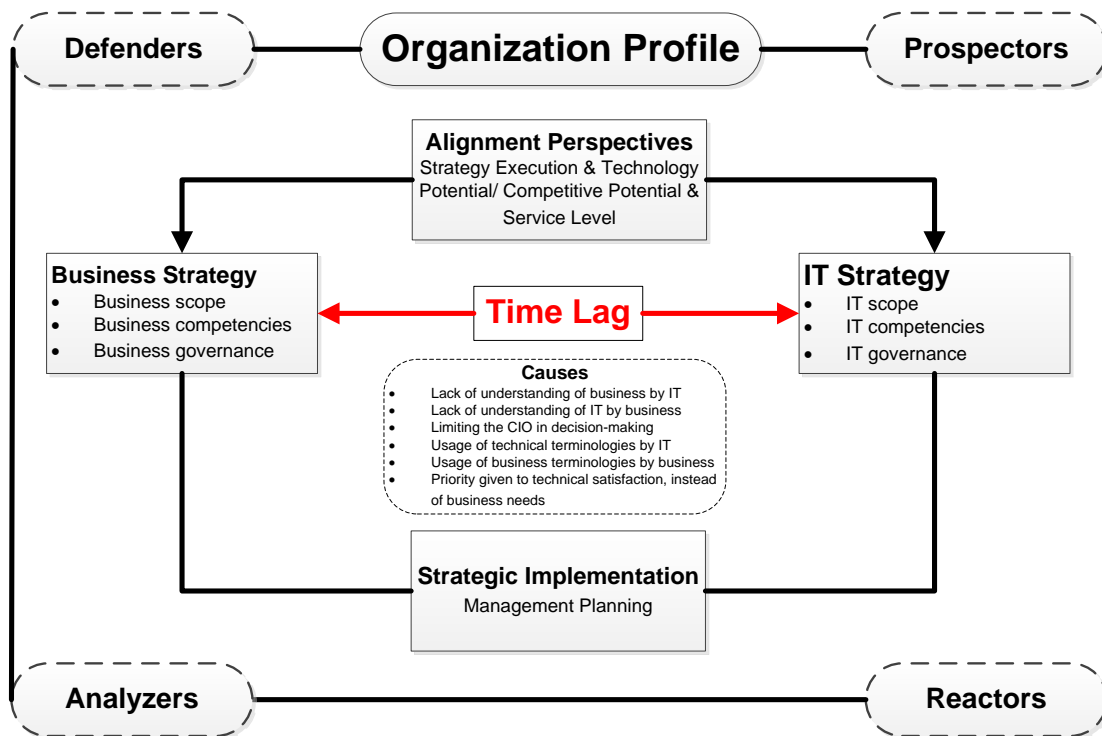 Defenders
Organization Profile
Prospectors
Alignment Perspectives
Strategy Execution & Technology
Potential/ Competitive Potential &
Service Level
Business Strategy
• Business scope
• Business competencies
• Business governance
Time Lag
IT Strategy
• IT scope
• IT competencies
• IT governance
Causes
• Lack of understanding of business by IT
• Lack of understanding of IT by business
• Limiting the CIO in decision-making
• Usage of technical terminologies by IT
• Usage of business terminologies by business
• Priority given to technical satisfaction, instead
of business needs
Strategic Implementation
Management Planning
Analyzers
Reactors